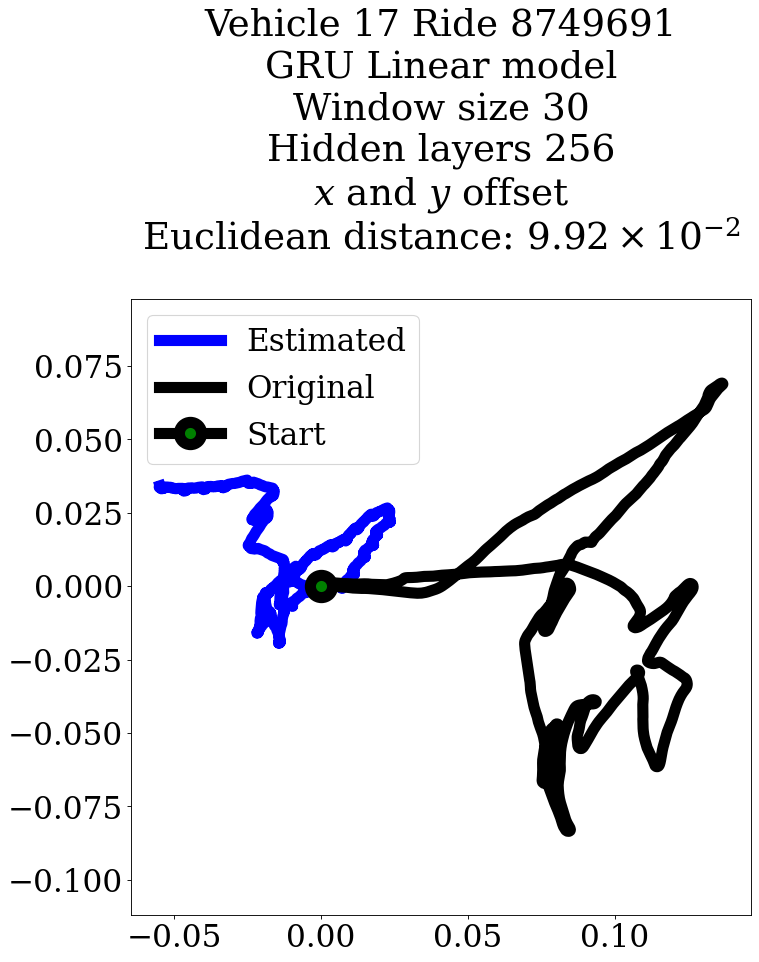 Vehicle 17 Ride 8749691
GRU Linear model
Window size 30
Hidden layers 256
x and y offset
Euclidean distance: 9.92 × 10⁻²
Estimated
Original
Start
0.075
0.050
0.025
0.000
−0.025
−0.050
−0.075
−0.100
−0.05 0.00 0.05 0.10